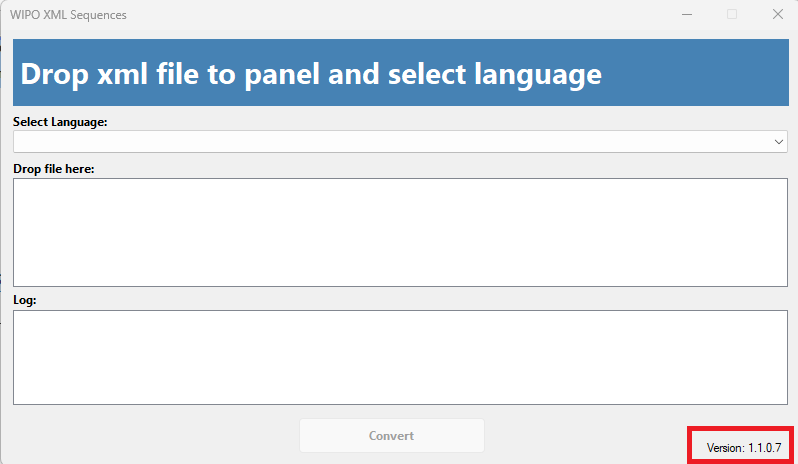 WIPO XML Sequences
Drop xml file to panel and select language
Select Language:
Drop file here:
Log:
Convert
Version: 1.1.0.7